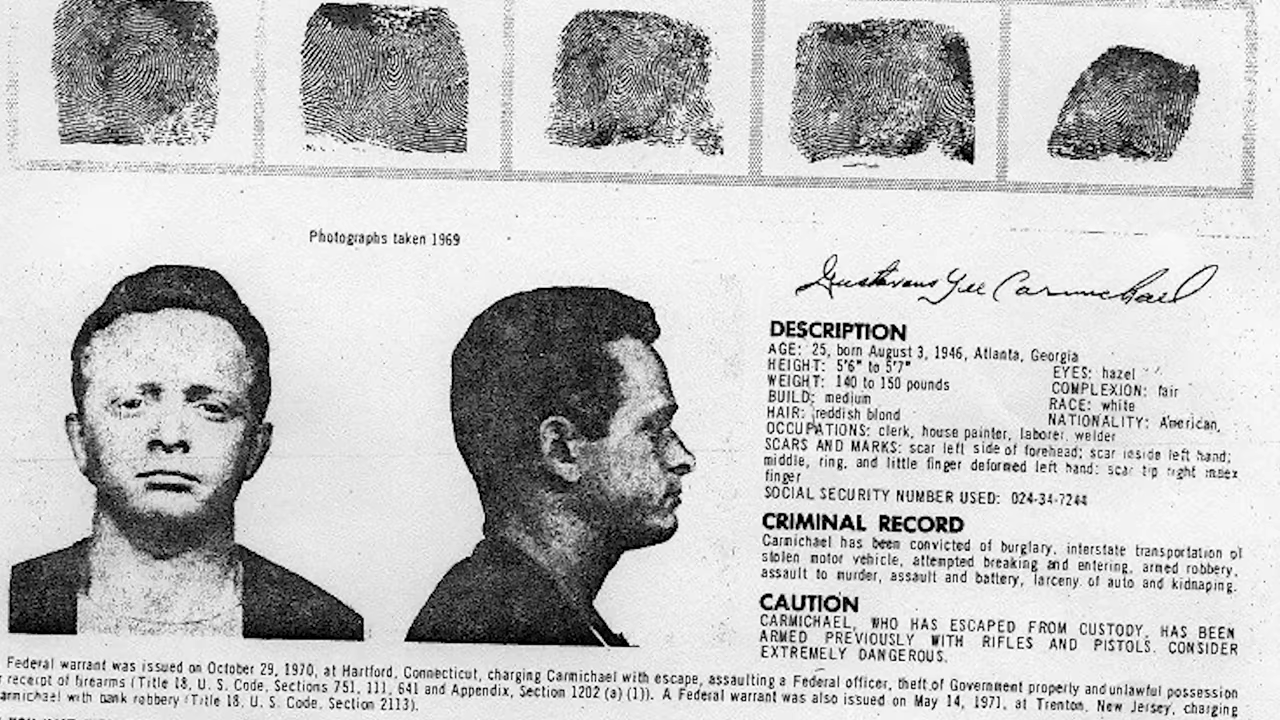 Photographs taken 1969
Gustavus Lee Carmichael
DESCRIPTION
AGE: 25, born August 3, 1946, Atlanta, Georgia
HEIGHT: 5'6" to 5'7"
EYES: hazel
WEIGHT: 140 to 150 pounds
COMPLEXION: fair
BUILD: medium
RACE: white
HAIR: reddish blond
NATIONALITY: American,
OCCUPATIONS: clerk, house painter, laborer, welder
SCARS AND MARKS: scar left side of forehead; scar inside left hand;
middle, ring, and little finger deformed left hand: scar tip right index
finger
SOCIAL SECURITY NUMBER USED: 024-34-7244
CRIMINAL RECORD
Carmichael has been convicted of burglary, interstate transportation of
stolen motor vehicle, attempted breaking and entering, armed robbery,
assault to murder, assault and battery, larceny of auto and kidnaping.
CAUTION
CARMICHAEL, WHO HAS ESCAPED FROM CUSTODY, HAS BEEN
ARMED PREVIOUSLY WITH RIFLES AND PISTOLS. CONSIDER
EXTREMELY DANGEROUS.
Federal warrant was issued on October 29, 1970, at Hartford, Connecticut, charging Carmichael with escape, assaulting a Federal officer, theft of Government property and unlawful possession
receipt of firearms (Title 18, U. S. Code, Sections 751, 111, 641 and Appendix, Section 1202 (a) (1)). A Federal warrant was also issued on May 14, 1971, at Trenton, New Jersey, charging
armichael with bank robbery (Title 18, U. S. Code, Section 2113).